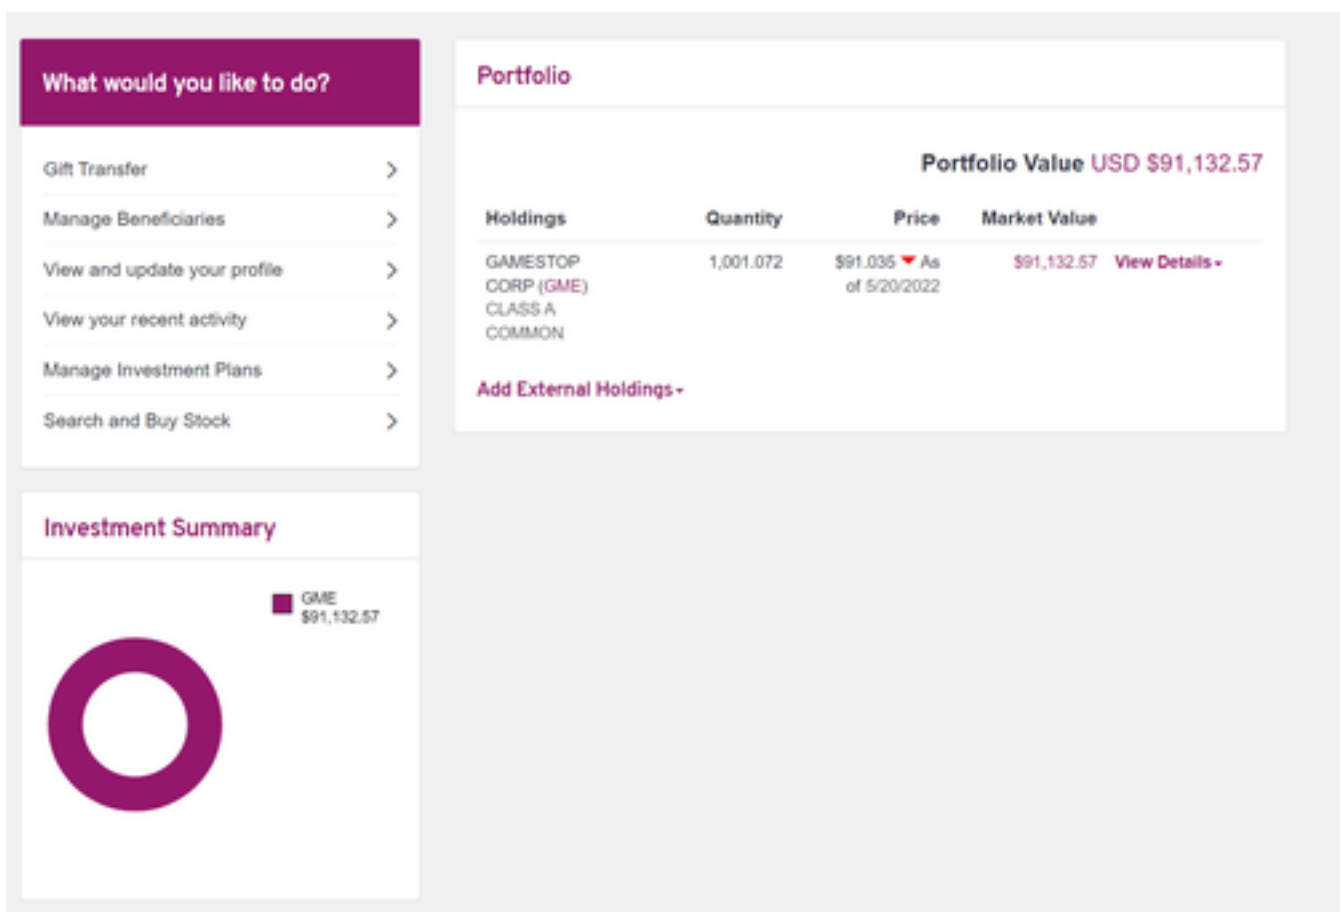 What would you like to do?
Gift Transfer
Manage Beneficiaries
View and update your profile
View your recent activity
Manage Investment Plans
Search and Buy Stock
Portfolio
Portfolio Value USD $91,132.57
Holdings Quantity Price Market Value
GAMESTOP 1,001.072 $91.035 As $91,132.57 View Details
CORP (GME) of 5/20/2022
CLASS A
COMMON
Add External Holdings
Investment Summary
GME
$91,132.57